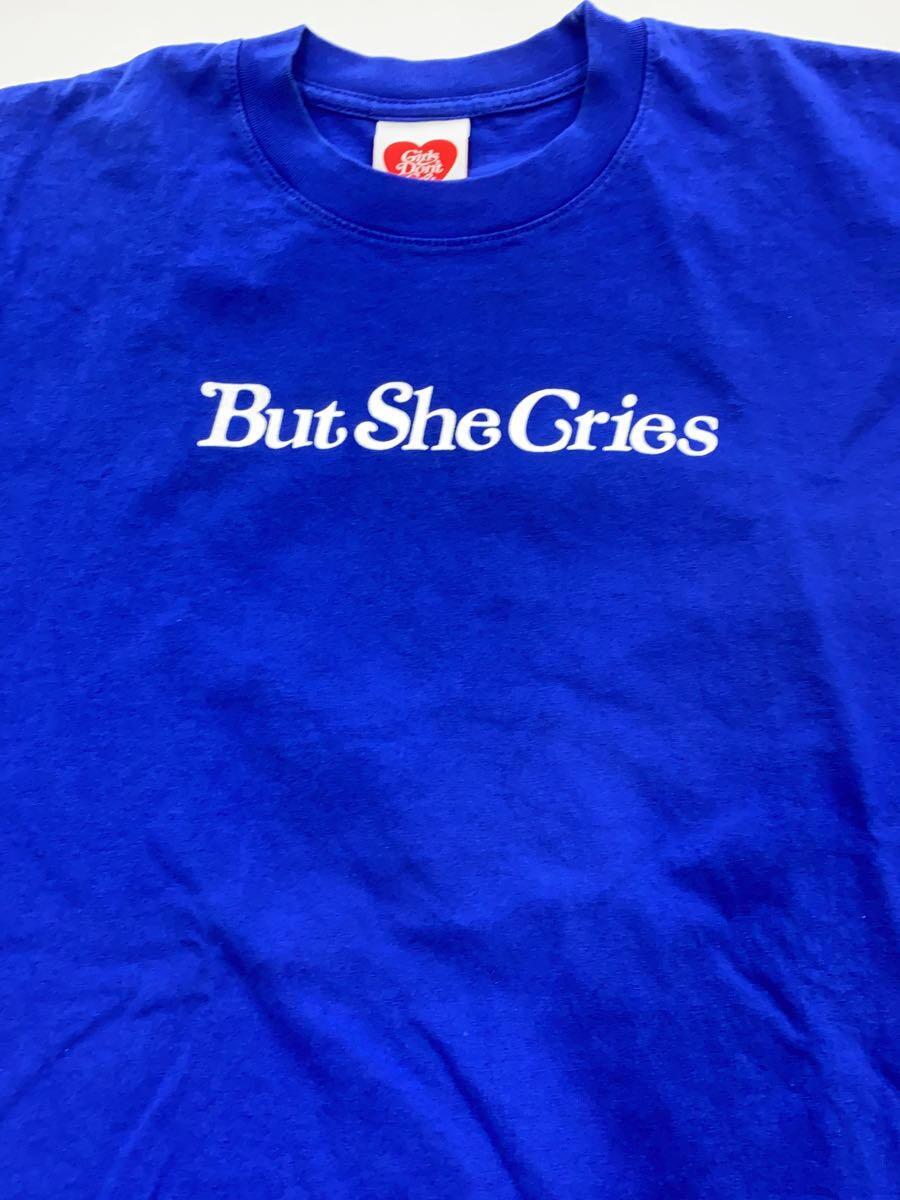 Girls
Don't
But She Cries